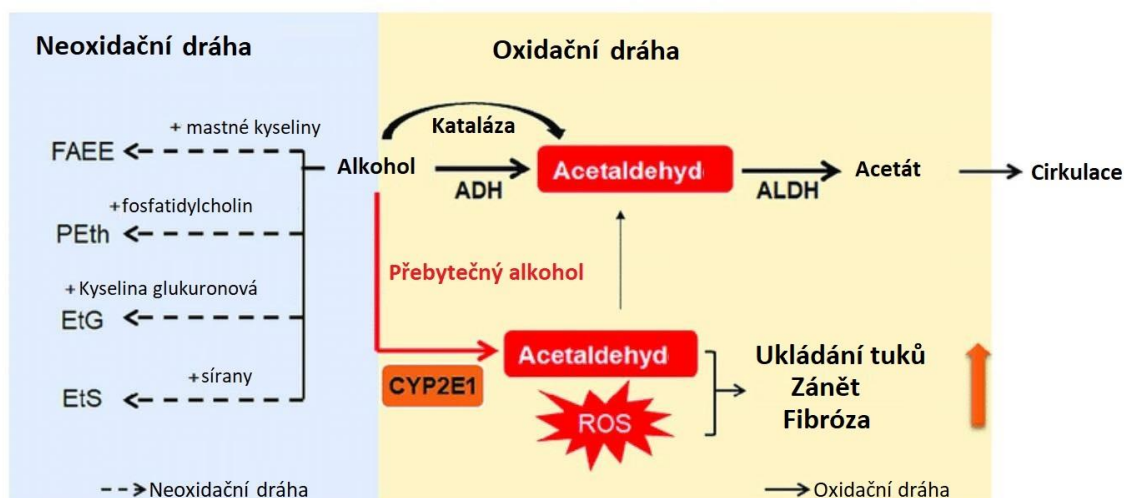 Neoxidační dráha
Oxidační dráha
+ mastné kyseliny
FAEE
Alkohol
Kataláza
ADH
Acetaldehyd
ALDH
Acetát
Cirkulace
+fosfatidylcholin
PEth
Přebytečný alkohol
+ Kyselina glukuronová
EtG
Acetaldehyd
CYP2E1
ROS
Ukládání tuků
Zánět
Fibróza
+sírany
EtS
Neoxidační dráha
Oxidační dráha